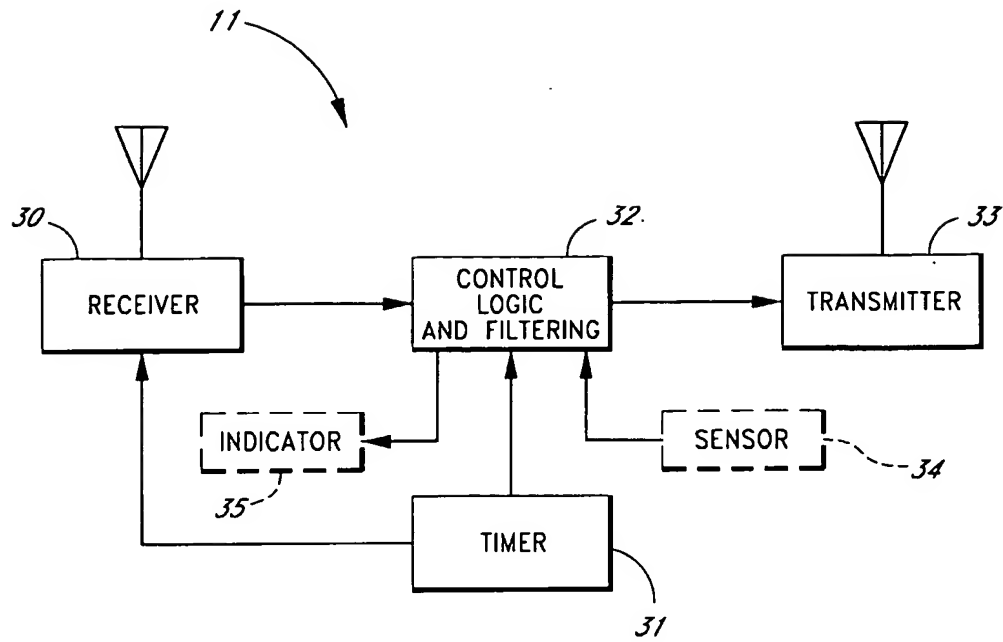 11
30
32.
33
RECEIVER
CONTROL
LOGIC
AND FILTERING
TRANSMITTER
INDICATOR
SENSOR
35
34
TIMER
31